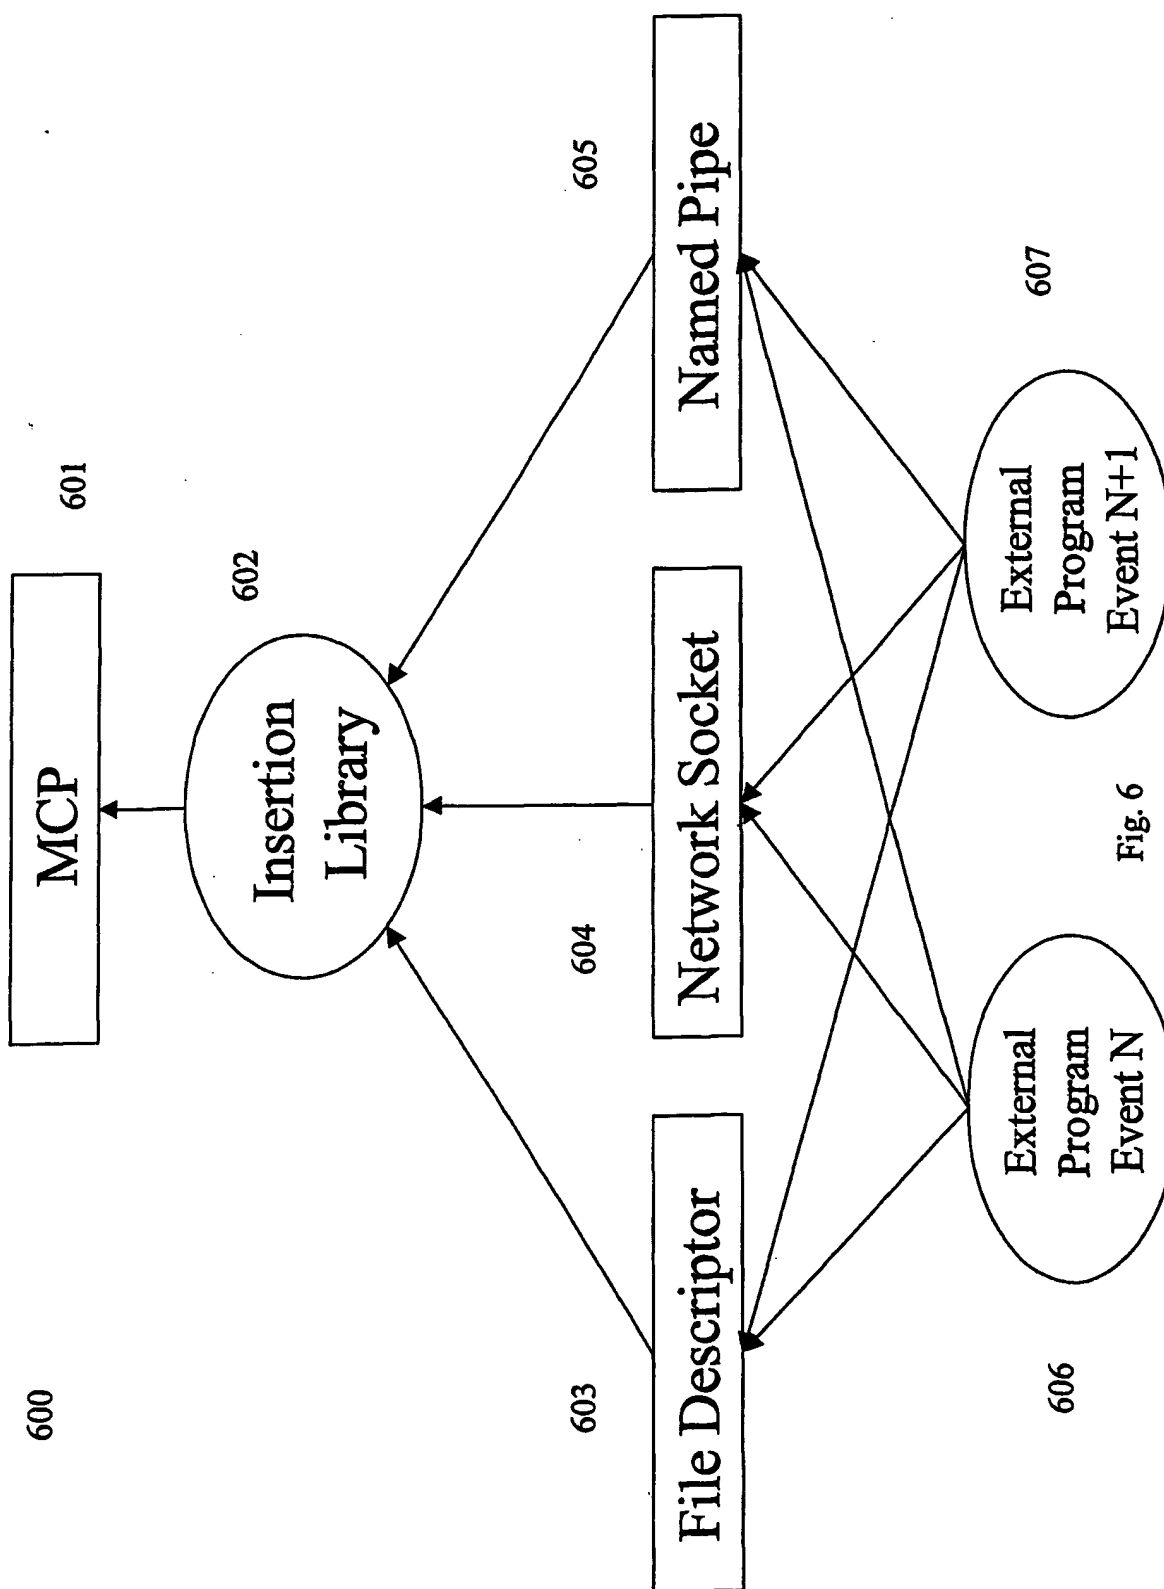 600
601
MCP
602
Insertion
Library
603
604
605
File Descriptor
Network Socket
Named Pipe
606
External
Program
Event N
External
Program
Event N+1
607
Fig. 6